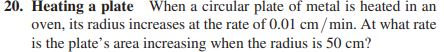 20. Heating a plate When a circular plate of metal is heated in an
oven, its radius increases at the rate of 0.01 cm/min. At what rate
is the plate's area increasing when the radius is 50 cm?